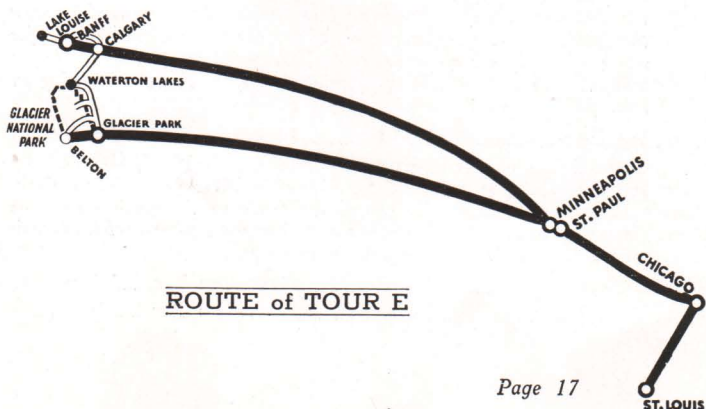 LAKE
LOUISE
BANFF
CALGARY
WATERTON LAKES
GLACIER
NATIONAL
PARK
GLACIER PARK
BELTON
MINNEAPOLIS
ST. PAUL
CHICAGO
ROUTE of TOUR E
Page 17
ST. LOUIS